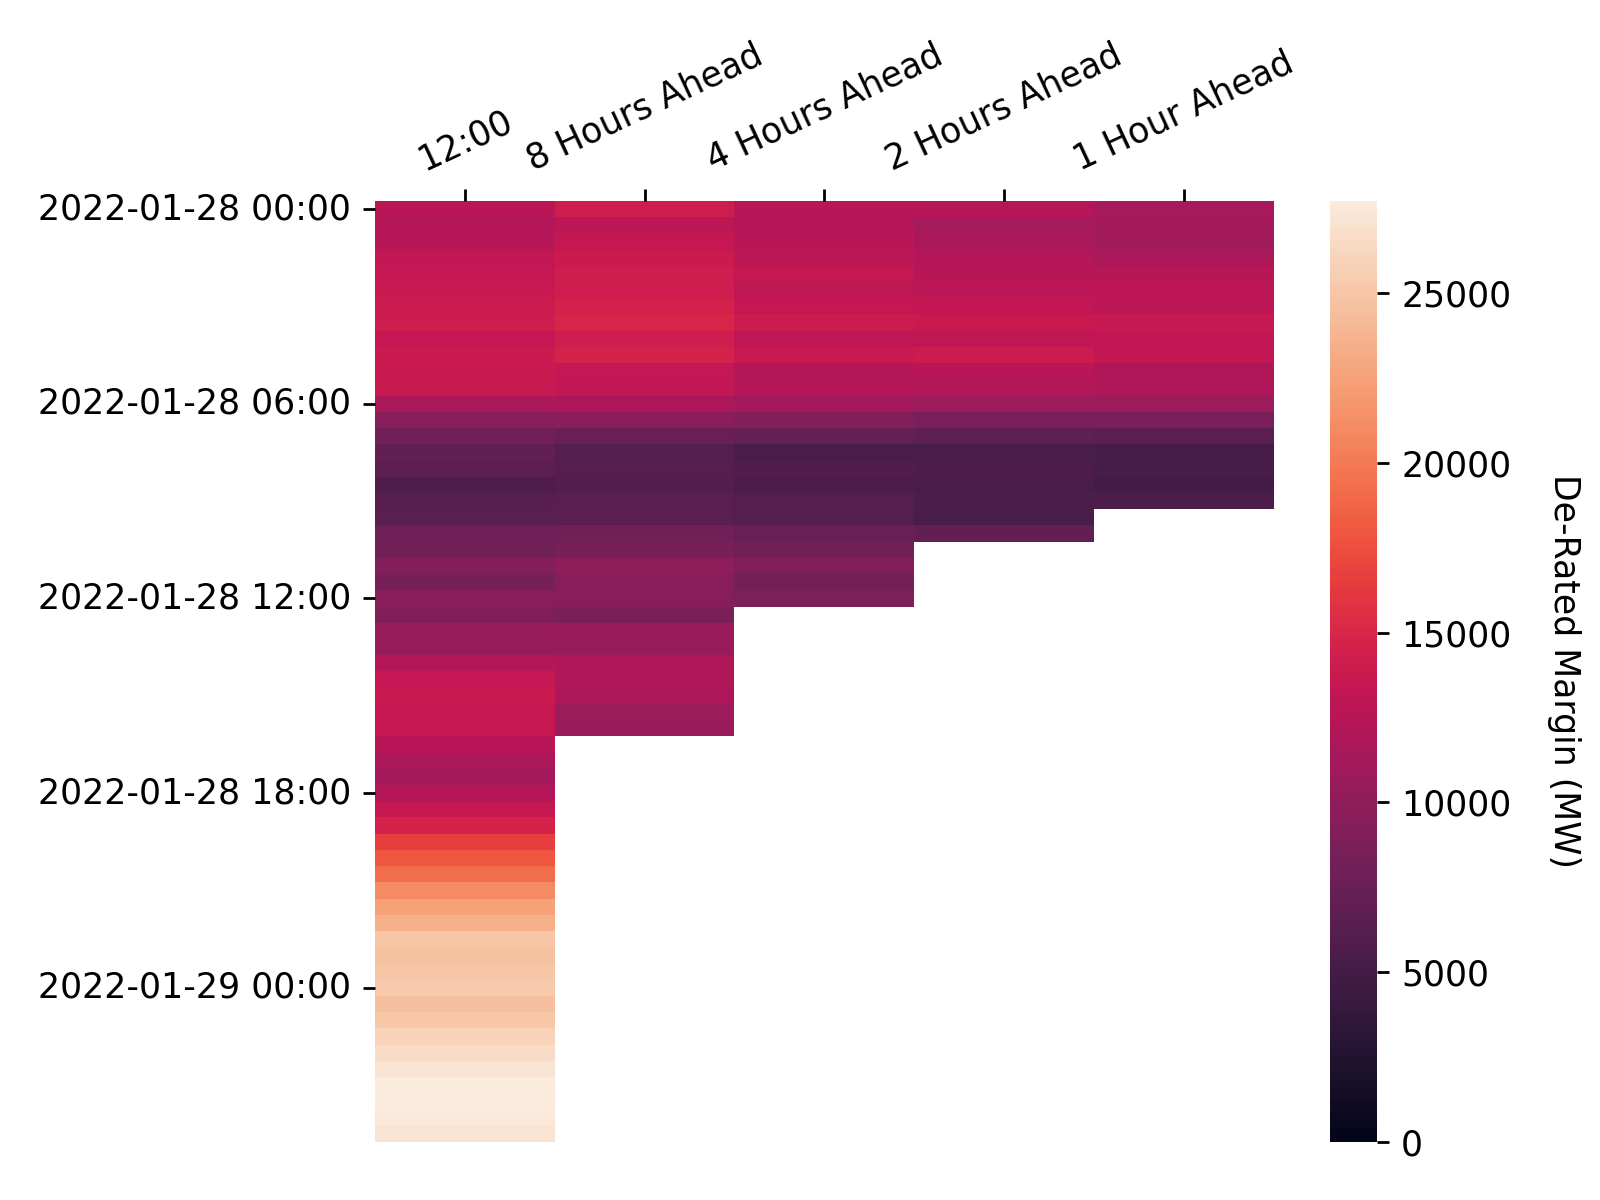 12:00
8 Hours Ahead
4 Hours Ahead
2 Hours Ahead
1 Hour Ahead
2022-01-28 00:00
2022-01-28 06:00
2022-01-28 12:00
2022-01-28 18:00
2022-01-29 00:00
25000
20000
15000
10000
5000
0
De-Rated Margin (MW)